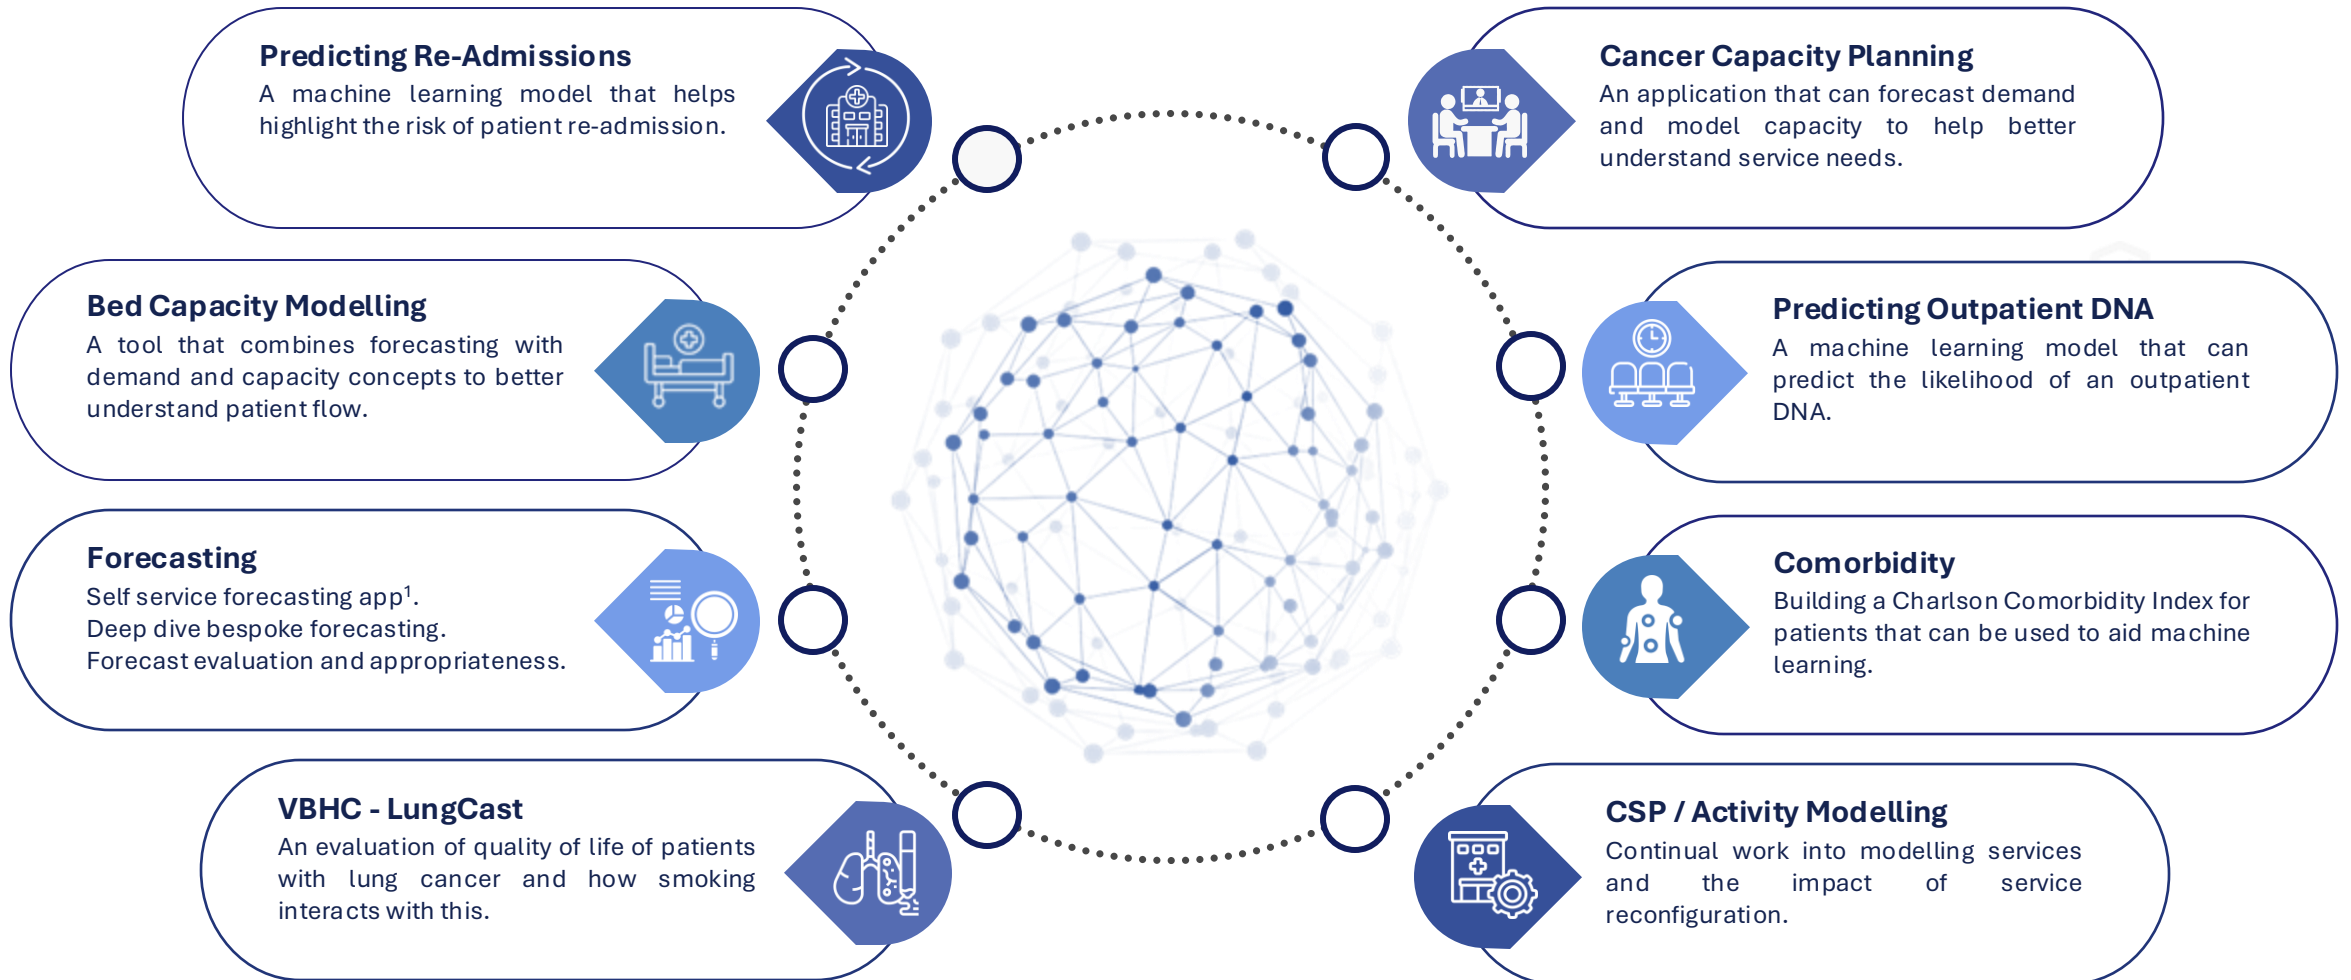 Predicting Re-Admissions
A machine learning model that helps
highlight the risk of patient re-admission.
Bed Capacity Modelling
A tool that combines forecasting with
demand and capacity concepts to better
understand patient flow.
Forecasting
Self service forecasting app¹.
Deep dive bespoke forecasting.
Forecast evaluation and appropriateness.
VBHC - LungCast
An evaluation of quality of life of patients
with lung cancer and how smoking
interacts with this.
Cancer Capacity Planning
An application that can forecast demand
and model capacity to help better
understand service needs.
Predicting Outpatient DNA
A machine learning model that can
predict the likelihood of an outpatient
DNA.
Comorbidity
Building a Charlson Comorbidity Index for
patients that can be used to aid machine
learning.
CSP / Activity Modelling
Continual work into modelling services
and the impact of service
reconfiguration.